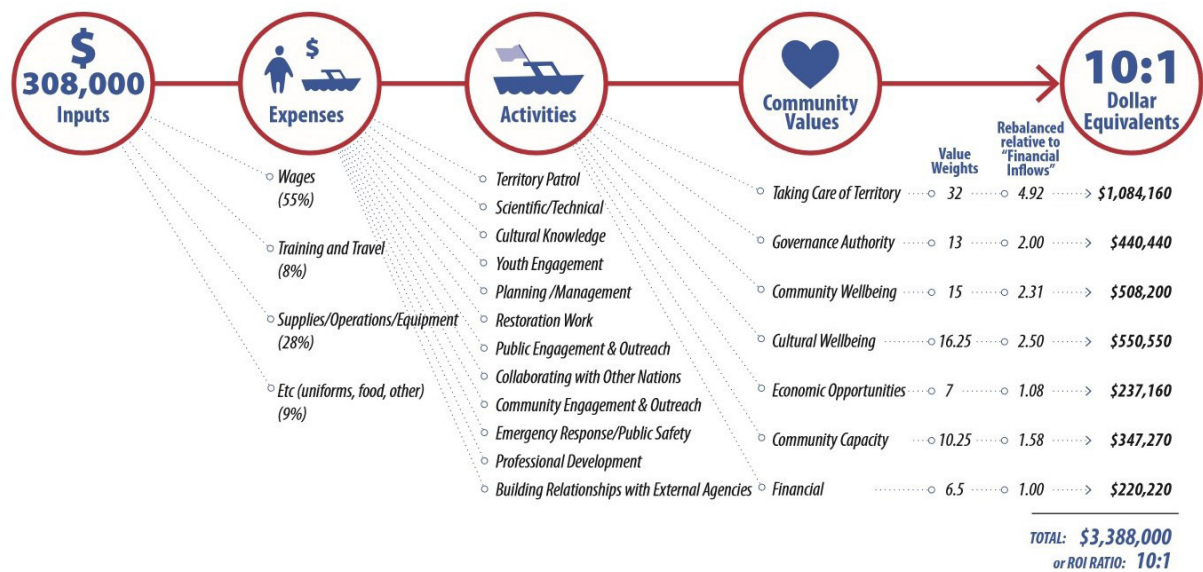 $
308,000
Inputs
$
Expenses
Activities
Community
Values
10:1
Dollar
Equivalents
Wages
(55%)
Training and Travel
(8%)
Supplies/Operations/Equipment
(28%)
Etc (uniforms, food, other)
(9%)
Territory Patrol
Scientific/Technical
Cultural Knowledge
Youth Engagement
Planning /Management
Restoration Work
Public Engagement & Outreach
Collaborating with Other Nations
Community Engagement & Outreach
Emergency Response/Public Safety
Professional Development
Building Relationships with External Agencies
Value
Weights
Rebalanced
relative to
"Financial
Inflows"
Taking Care of Territory 32 4.92 $1,084,160
Governance Authority 13 2.00 $440,440
Community Wellbeing 15 2.31 $508,200
Cultural Wellbeing 16.25 2.50 $550,550
Economic Opportunities 7 1.08 $237,160
Community Capacity 10.25 1.58 $347,270
Financial 6.5 1.00 $220,220
TOTAL: $3,388,000
or ROI RATIO: 10:1